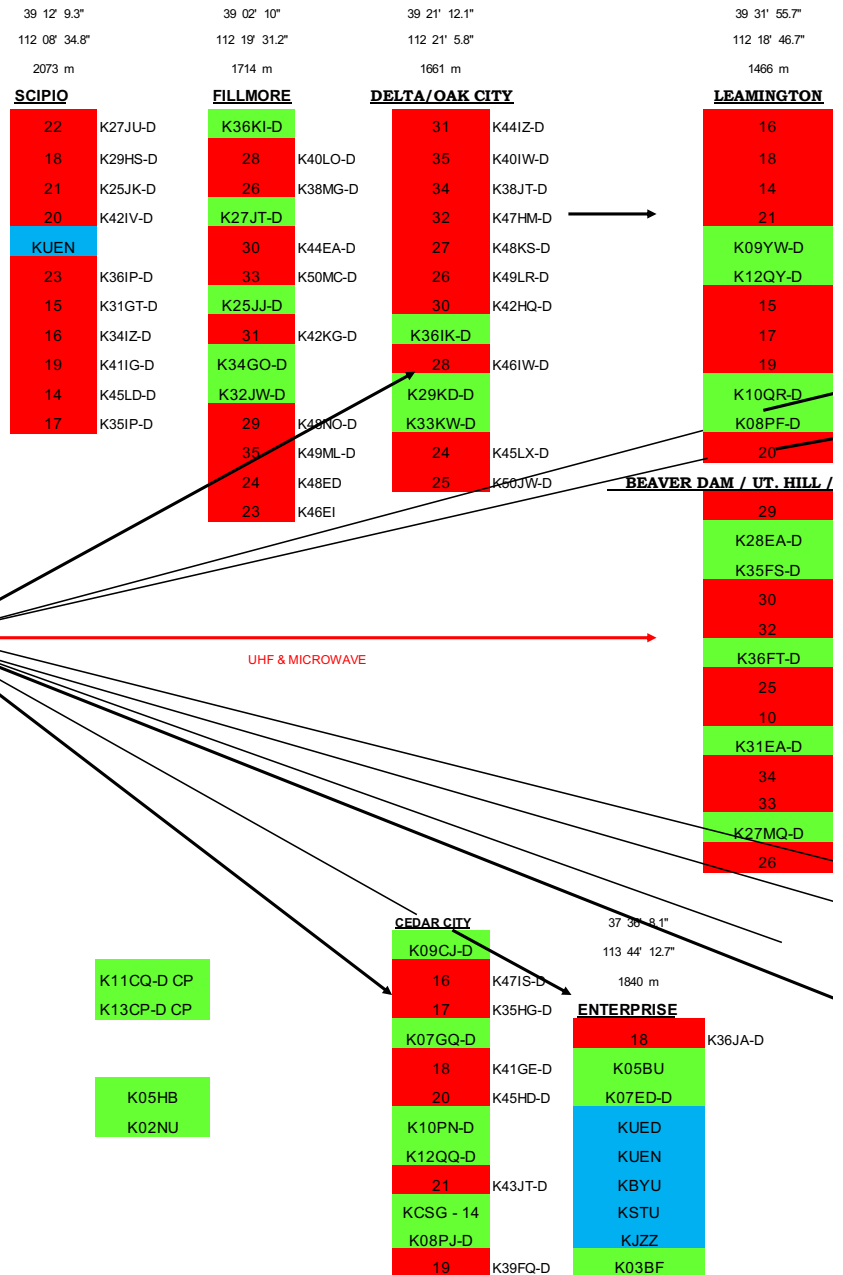 39 12' 9.3" 39 02' 10" 39 21' 12.1" 39 31' 55.7"
112 08' 34.8" 112 19' 31.2" 112 21' 5.8" 112 18' 46.7"
2073 m 1714 m 1661 m 1466 m
SCIPIO FILLMORE DELTA/OAK CITY LEAMINGTON
22 K27JU-D K36KI-D 31 K44IZ-D 16
18 K29HS-D 28 K40LO-D 35 K40IW-D 18
21 K25JK-D 26 K38MG-D 34 K38JT-D 14
20 K42IV-D K27JT-D 32 K47HM-D 21
KUEN 30 K44EA-D 27 K48KS-D K09YW-D
23 K36IP-D 33 K50MC-D 26 K49LR-D K12QY-D
15 K31GT-D K25JJ-D 30 K42HQ-D 15
16 K34IZ-D 31 K42KG-D K36IK-D 17
19 K41IG-D K34GO-D 28 K46IW-D 19
14 K45LD-D K32JW-D K29KD-D K10QR-D
17 K35IP-D 29 K48NO-D K33KW-D K08PF-D
35 K49ML-D 24 K45LX-D 20
24 K48ED 25 K50JW-D BEAVER DAM / UT. HILL /
23 K46EI 29
K28EA-D
K35FS-D
30
32
UHF & MICROWAVE K36FT-D
25
10
K31EA-D
34
33
K27MQ-D
26
CEDAR CITY 37 36' 8.1"
K09CJ-D 113 44' 12.7"
K11CQ-D CP 16 K47IS-D 1840 m
K13CP-D CP 17 K35HG-D ENTERPRISE
K07GQ-D 18 K36JA-D
18 K41GE-D K05BU
K05HB 20 K45HD-D K07ED-D
K02NU K10PN-D KUED
K12QQ-D KUEN
21 K43JT-D KBYU
KCSG - 14 KSTU
K08PJ-D KJZZ
19 K39FQ-D K03BF